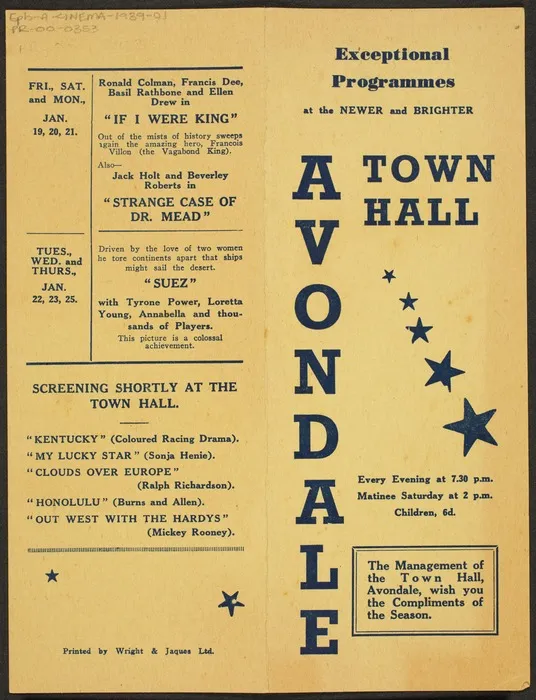 Eph-A-CINEMA-1939-01
PR-00-0353
FRI., SAT.
and MON.,
JAN.
19, 20, 21.
Ronald Colman, Francis Dee,
Basil Rathbone and Ellen
Drew in
"IF I WERE KING"
Out of the mists of history sweeps
again the amazing hero, Francois
Villon (the Vagabond King).
Also—
Jack Holt and Beverley
Roberts in
"STRANGE CASE OF
DR. MEAD"
TUES.,
WED. and
THURS.,
JAN.
22, 23, 25.
Driven by the love of two women
he tore continents apart that ships
might sail the desert.
"SUEZ"
with Tyrone Power, Loretta
Young, Annabella and thou-
sands of Players.
This picture is a colossal
achievement.
SCREENING SHORTLY AT THE
TOWN HALL.
"KENTUCKY" (Coloured Racing Drama).
"MY LUCKY STAR" (Sonja Henie).
"CLOUDS OVER EUROPE"
(Ralph Richardson).
"HONOLULU" (Burns and Allen).
"OUT WEST WITH THE HARDYS"
(Mickey Rooney).
Printed by Wright & Jaques Ltd.
Exceptional
Programmes
at the NEWER and BRIGHTER
AVONDALE
TOWN
HALL
Every Evening at 7.30 p.m.
Matinee Saturday at 2 p.m.
Children, 6d.
The Management of
the Town Hall,
Avondale, wish you
the Compliments of
the Season.